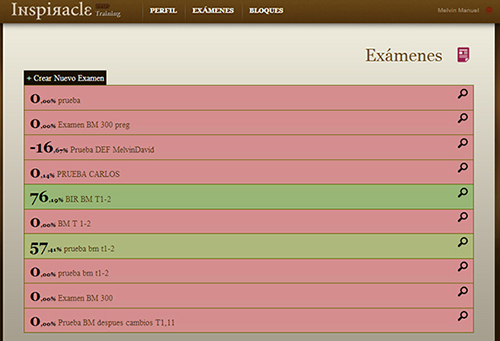 Inspiracle
Training
PERFIL EXÁMENES BLOQUES
Melvin Manuel
Exámenes
+ Crear Nuevo Examen
0,00% prueba
0,00% Examen BM 300 preg
-16,67% Prueba DEF MelvinDavid
0,14% PRUEBA CARLOS
76,19% BIR BM T1-2
0,00% BM T 1-2
57,41% prueba bm t1-2
0,00% prueba bm t1-2
0,00% Examen BM 300
0,00% Prueba BM despues cambios T1,11